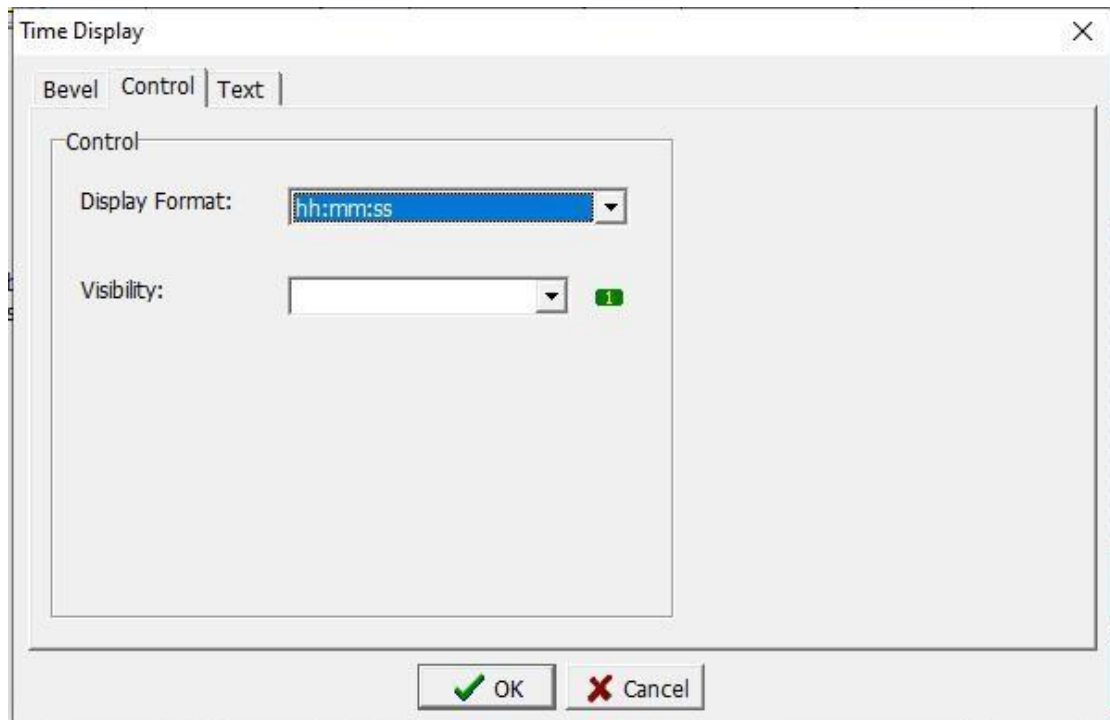 Time Display
Bevel Control Text
Control
Display Format: hh:mm:ss
Visibility: 1
OK Cancel